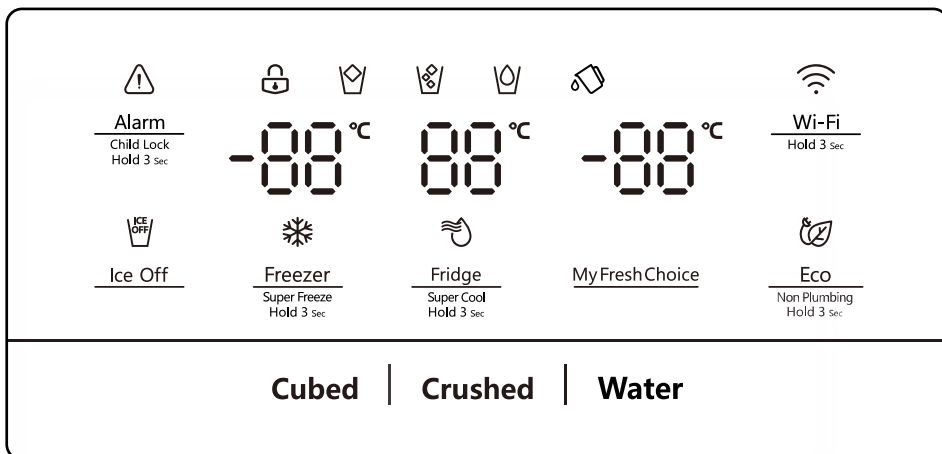 Alarm
Child Lock
Hold 3 Sec
-88°C
88°C
-88°C
Wi-Fi
Hold 3 Sec
ICE
OFF
Ice Off
Freezer
Super Freeze
Hold 3 Sec
Fridge
Super Cool
Hold 3 Sec
My Fresh Choice
Eco
Non Plumbing
Hold 3 Sec
Cubed | Crushed | Water